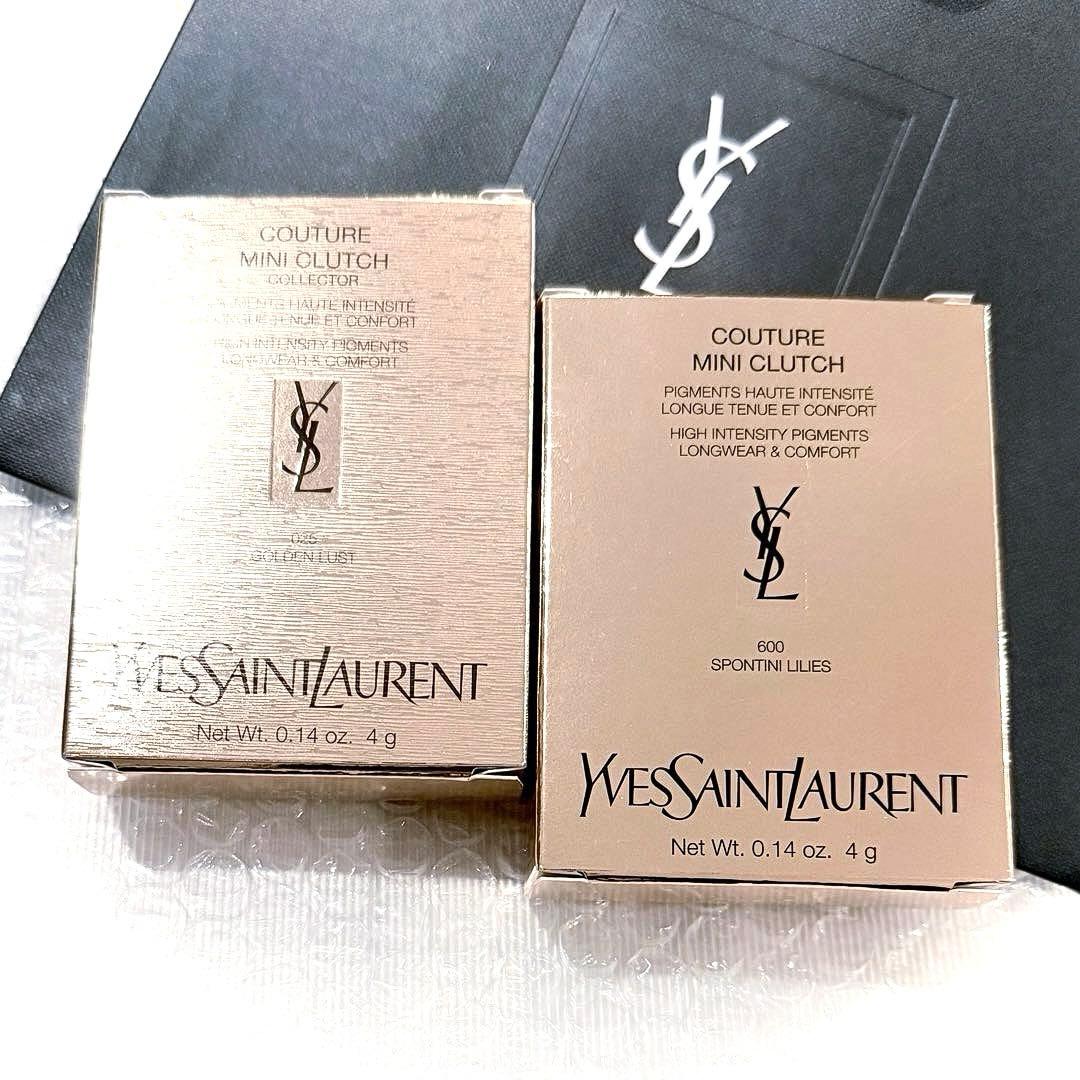 YSL
COUTURE
MINI CLUTCH
COLLECTOR
PIGMENTS HAUTE INTENSITÉ
LONGUE TENUE ET CONFORT
HIGH INTENSITY PIGMENTS
LONGWEAR & COMFORT
YSL
025
GOLDEN LUST
YVESSAINTLAURENT
Net Wt. 0.14 oz. 4 g
COUTURE
MINI CLUTCH
PIGMENTS HAUTE INTENSITÉ
LONGUE TENUE ET CONFORT
HIGH INTENSITY PIGMENTS
LONGWEAR & COMFORT
YSL
600
SPONTINI LILIES
YVESSAINTLAURENT
Net Wt. 0.14 oz. 4 g